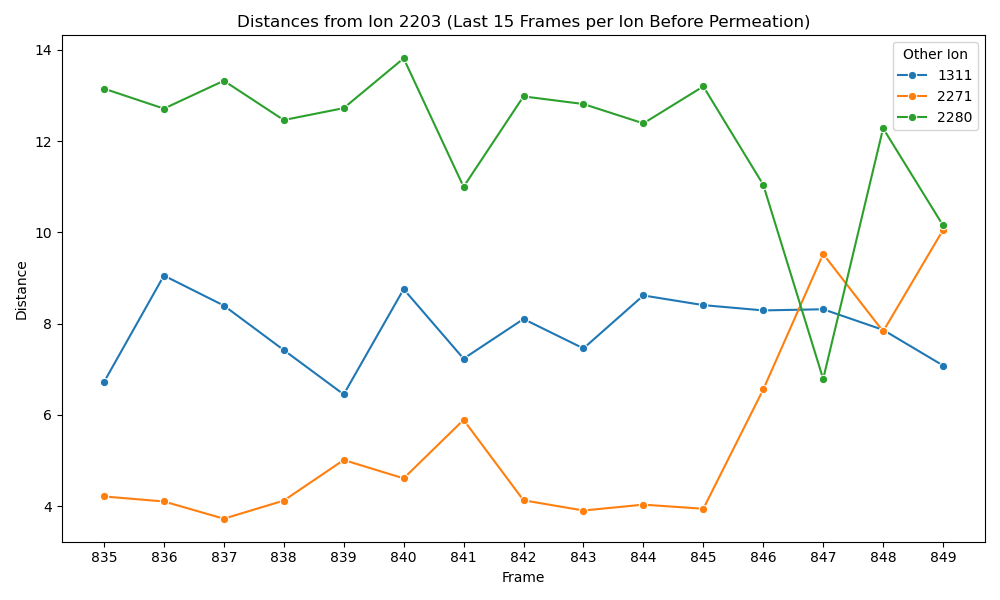 Distances from Ion 2203 (Last 15 Frames per Ion Before Permeation)
Distance
14
12
10
8
6
4
Other Ion
1311
2271
2280
835 836 837 838 839 840 841 842 843 844 845 846 847 848 849
Frame